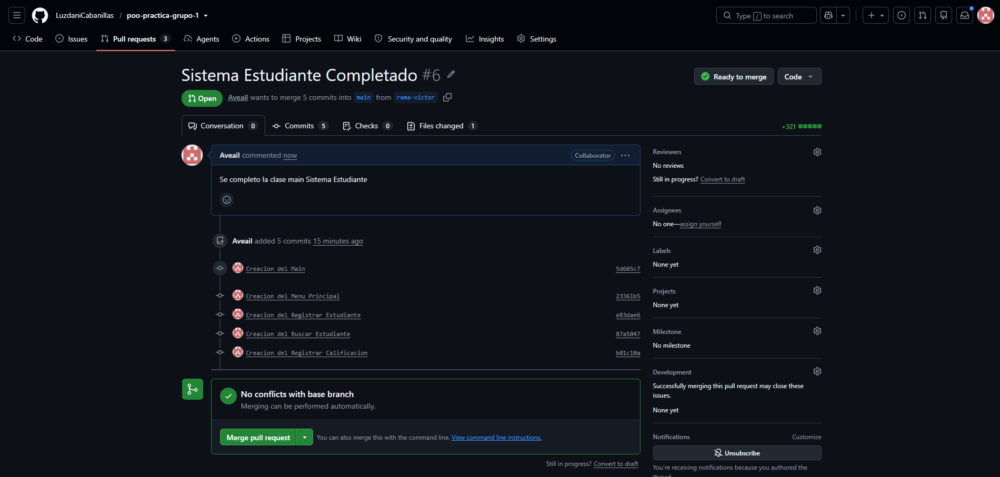 LuzdaniCabanillas / poo-practica-grupo-1
Type / to search
Code
Issues
Pull requests 3
Agents
Actions
Projects
Wiki
Security and quality
Insights
Settings
Sistema Estudiante Completado #6
Ready to merge
Code
Open
Aveail wants to merge 5 commits into main from rama-victor
Conversation 0
Commits 5
Checks 0
Files changed 1
+321
Aveail commented now
Collaborator
Se completo la clase main Sistema Estudiante
Aveail added 5 commits 15 minutes ago
Creacion del Main 5d605c7
Creacion del Menu Principal 23361b5
Creacion del Registrar Estudiante e83dae6
Creacion del Buscar Estudiante 87a5047
Creacion del Registrar Calificacion b01c10a
No conflicts with base branch
Merging can be performed automatically.
Merge pull request
You can also merge this with the command line. View command line instructions.
Still in progress? Convert to draft
Reviewers
No reviews
Still in progress? Convert to draft
Assignees
No one—assign yourself
Labels
None yet
Projects
None yet
Milestone
No milestone
Development
Successfully merging this pull request may close these
issues.
None yet
Notifications
Customize
Unsubscribe
You're receiving notifications because you authored the
thread.